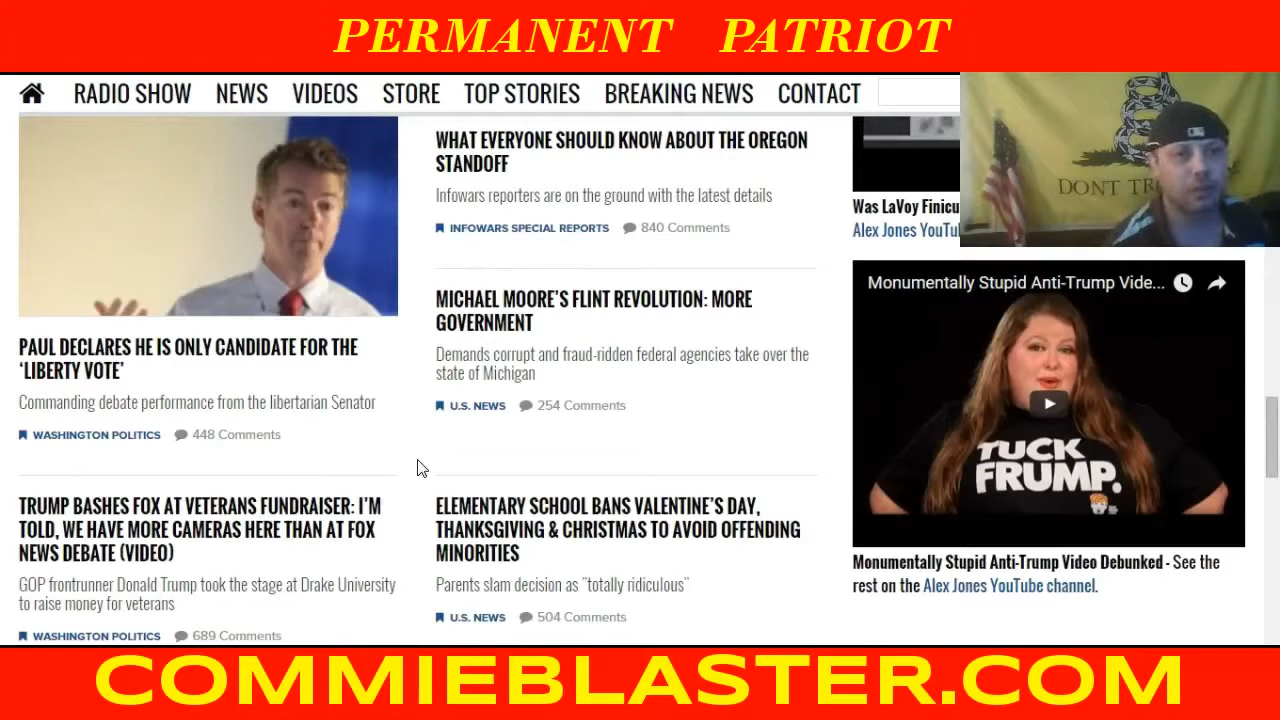 PERMANENT PATRIOT
RADIO SHOW NEWS VIDEOS STORE TOP STORIES BREAKING NEWS CONTACT
DONT TR
PAUL DECLARES HE IS ONLY CANDIDATE FOR THE
‘LIBERTY VOTE’
Commanding debate performance from the libertarian Senator
WASHINGTON POLITICS 448 Comments
TRUMP BASHES FOX AT VETERANS FUNDRAISER: I’M
TOLD, WE HAVE MORE CAMERAS HERE THAN AT FOX
NEWS DEBATE (VIDEO)
GOP frontrunner Donald Trump took the stage at Drake University
to raise money for veterans
WASHINGTON POLITICS 689 Comments
WHAT EVERYONE SHOULD KNOW ABOUT THE OREGON
STANDOFF
Infowars reporters are on the ground with the latest details
INFOWARS SPECIAL REPORTS 840 Comments
MICHAEL MOORE’S FLINT REVOLUTION: MORE
GOVERNMENT
Demands corrupt and fraud-ridden federal agencies take over the
state of Michigan
U.S. NEWS 254 Comments
ELEMENTARY SCHOOL BANS VALENTINE’S DAY,
THANKSGIVING & CHRISTMAS TO AVOID OFFENDING
MINORITIES
Parents slam decision as "totally ridiculous"
U.S. NEWS 504 Comments
Was LaVoy Finicu
Alex Jones YouTu
Monumentally Stupid Anti-Trump Vide...
TUCK
FRUMP.
Monumentally Stupid Anti-Trump Video Debunked - See the
rest on the Alex Jones YouTube channel.
COMMIEBLASTER.COM